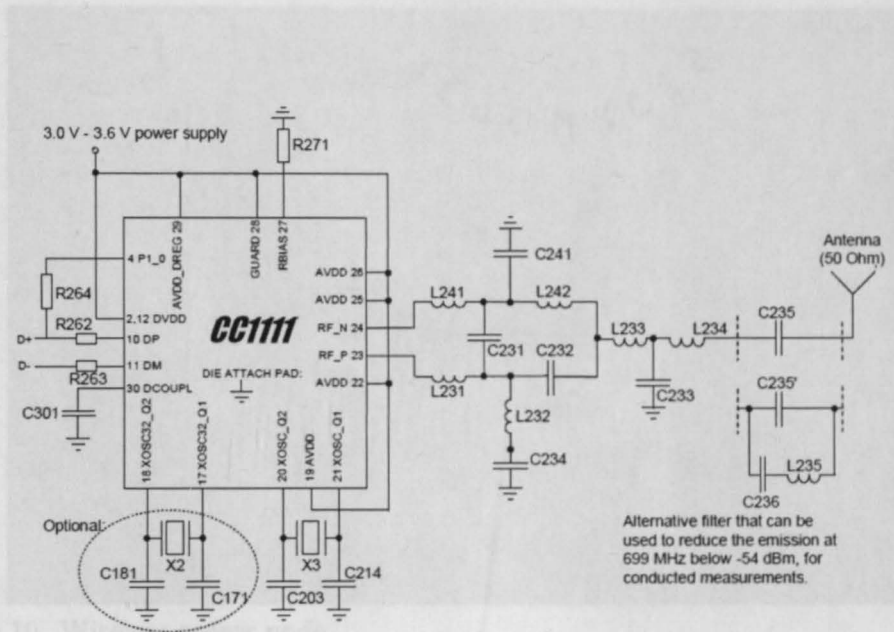 3.0 V - 3.6 V power supply
R271
AVDD_DREG 29
GUARD 28
RBIAS 27
4 P1_0
R264
2,12 DVDD
R262
D+
10 DP
D-
11 DM
R263
30 DCOUPL
C301
CC1111
DIE ATTACH PAD:
AVDD 26
AVDD 25
RF_N 24
RF_P 23
AVDD 22
18 XOSC32_Q2
17 XOSC32_Q1
20 XOSC_Q2
19 AVDD
21 XOSC_Q1
Optional:
X2
C181
C171
X3
C203
C214
C241
L241
L242
C231
C232
L231
L232
C234
L233
L234
C233
C235
Antenna
(50 Ohm)
C235'
L235
C236
Alternative filter that can be
used to reduce the emission at
699 MHz below -54 dBm, for
conducted measurements.